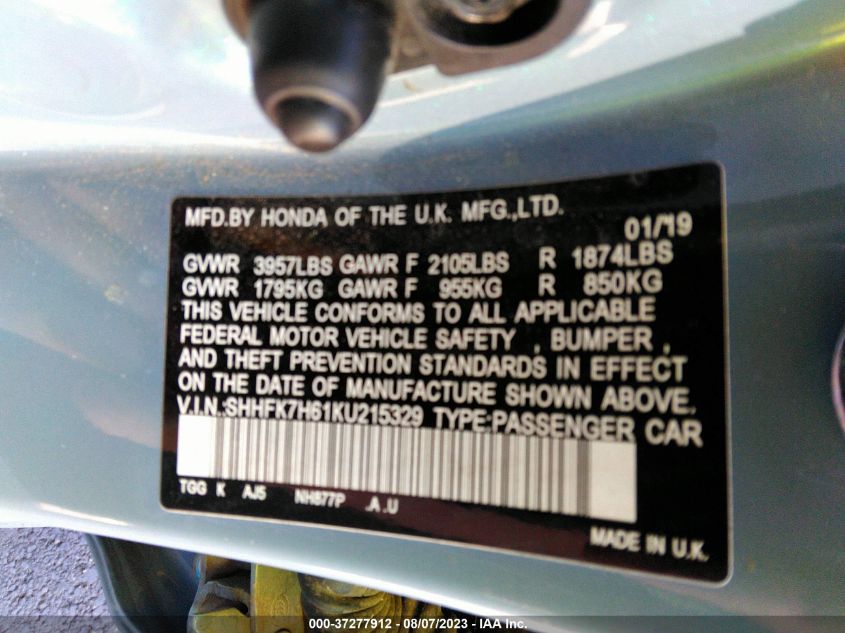 MFD.BY HONDA OF THE U.K. MFG.,LTD. 01/19
GVWR 3957LBS GAWR F 2105LBS R 1874LBS
GVWR 1795KG GAWR F 955KG R 850KG
THIS VEHICLE CONFORMS TO ALL APPLICABLE
FEDERAL MOTOR VEHICLE SAFETY , BUMPER ,
AND THEFT PREVENTION STANDARDS IN EFFECT
ON THE DATE OF MANUFACTURE SHOWN ABOVE.
V.I.N.:SHHFK7H61KU215329 TYPE:PASSENGER CAR
TGG K AJ5 NH877P .A .U
MADE IN U.K.
000-37277912 - 08/07/2023 - IAA Inc.